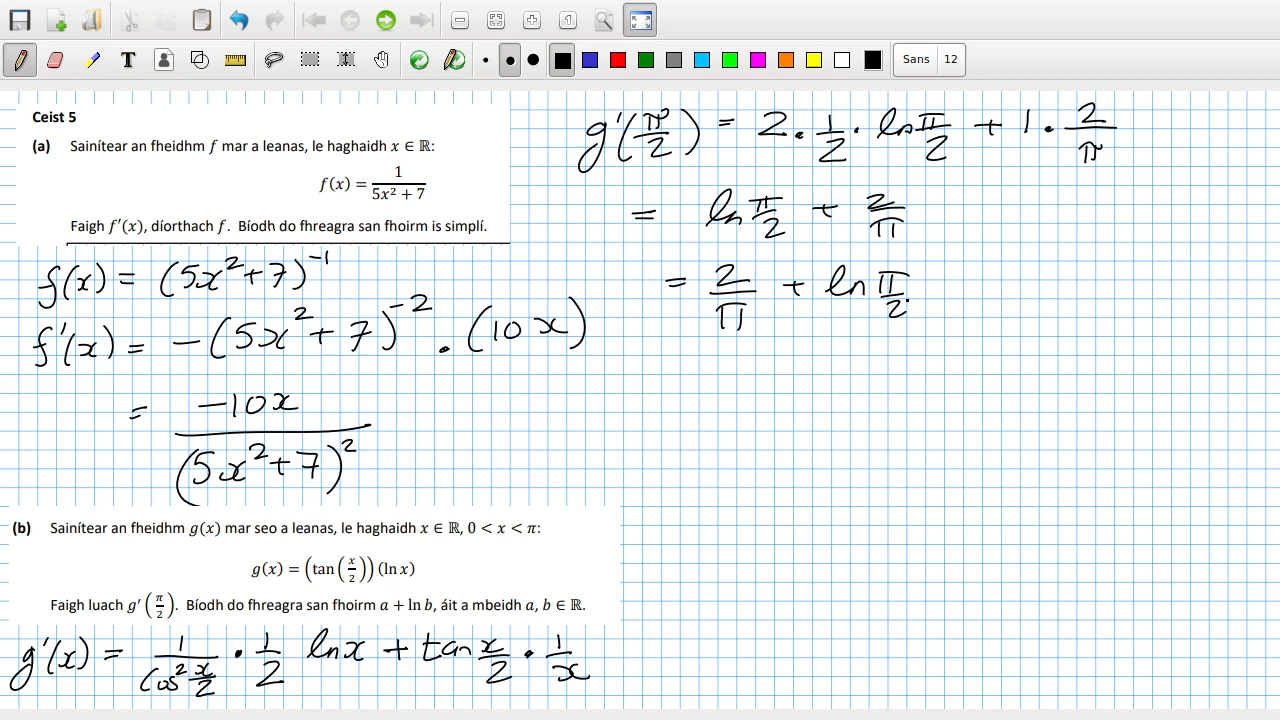 Sans 12
Ceist 5
(a) Sainítear an fheidhm f mar a leanas, le haghaidh x ∈ ℝ:
f(x) = 1/(5x² + 7)
Faigh f′(x), díorthach f. Bíodh do fhreagra san fhoirm is simplí.
f(x) = (5x²+7)⁻¹
f′(x) = −(5x²+7)⁻² . (10x)
= −10x/(5x²+7)²
(b) Sainítear an fheidhm g(x) mar seo a leanas, le haghaidh x ∈ ℝ, 0 < x < π:
g(x) = (tan(x/2)) (ln x)
Faigh luach g′(π/2). Bíodh do fhreagra san fhoirm a + ln b, áit a mbeidh a, b ∈ ℝ.
g′(x) = 1/(Cos² x/2) · 1/2 ln x + tan x/2 · 1/x
g′(π/2) = 2 · 1/2 · ln π/2 + 1 · 2/π
= ln π/2 + 2/π
= 2/π + ln π/2.